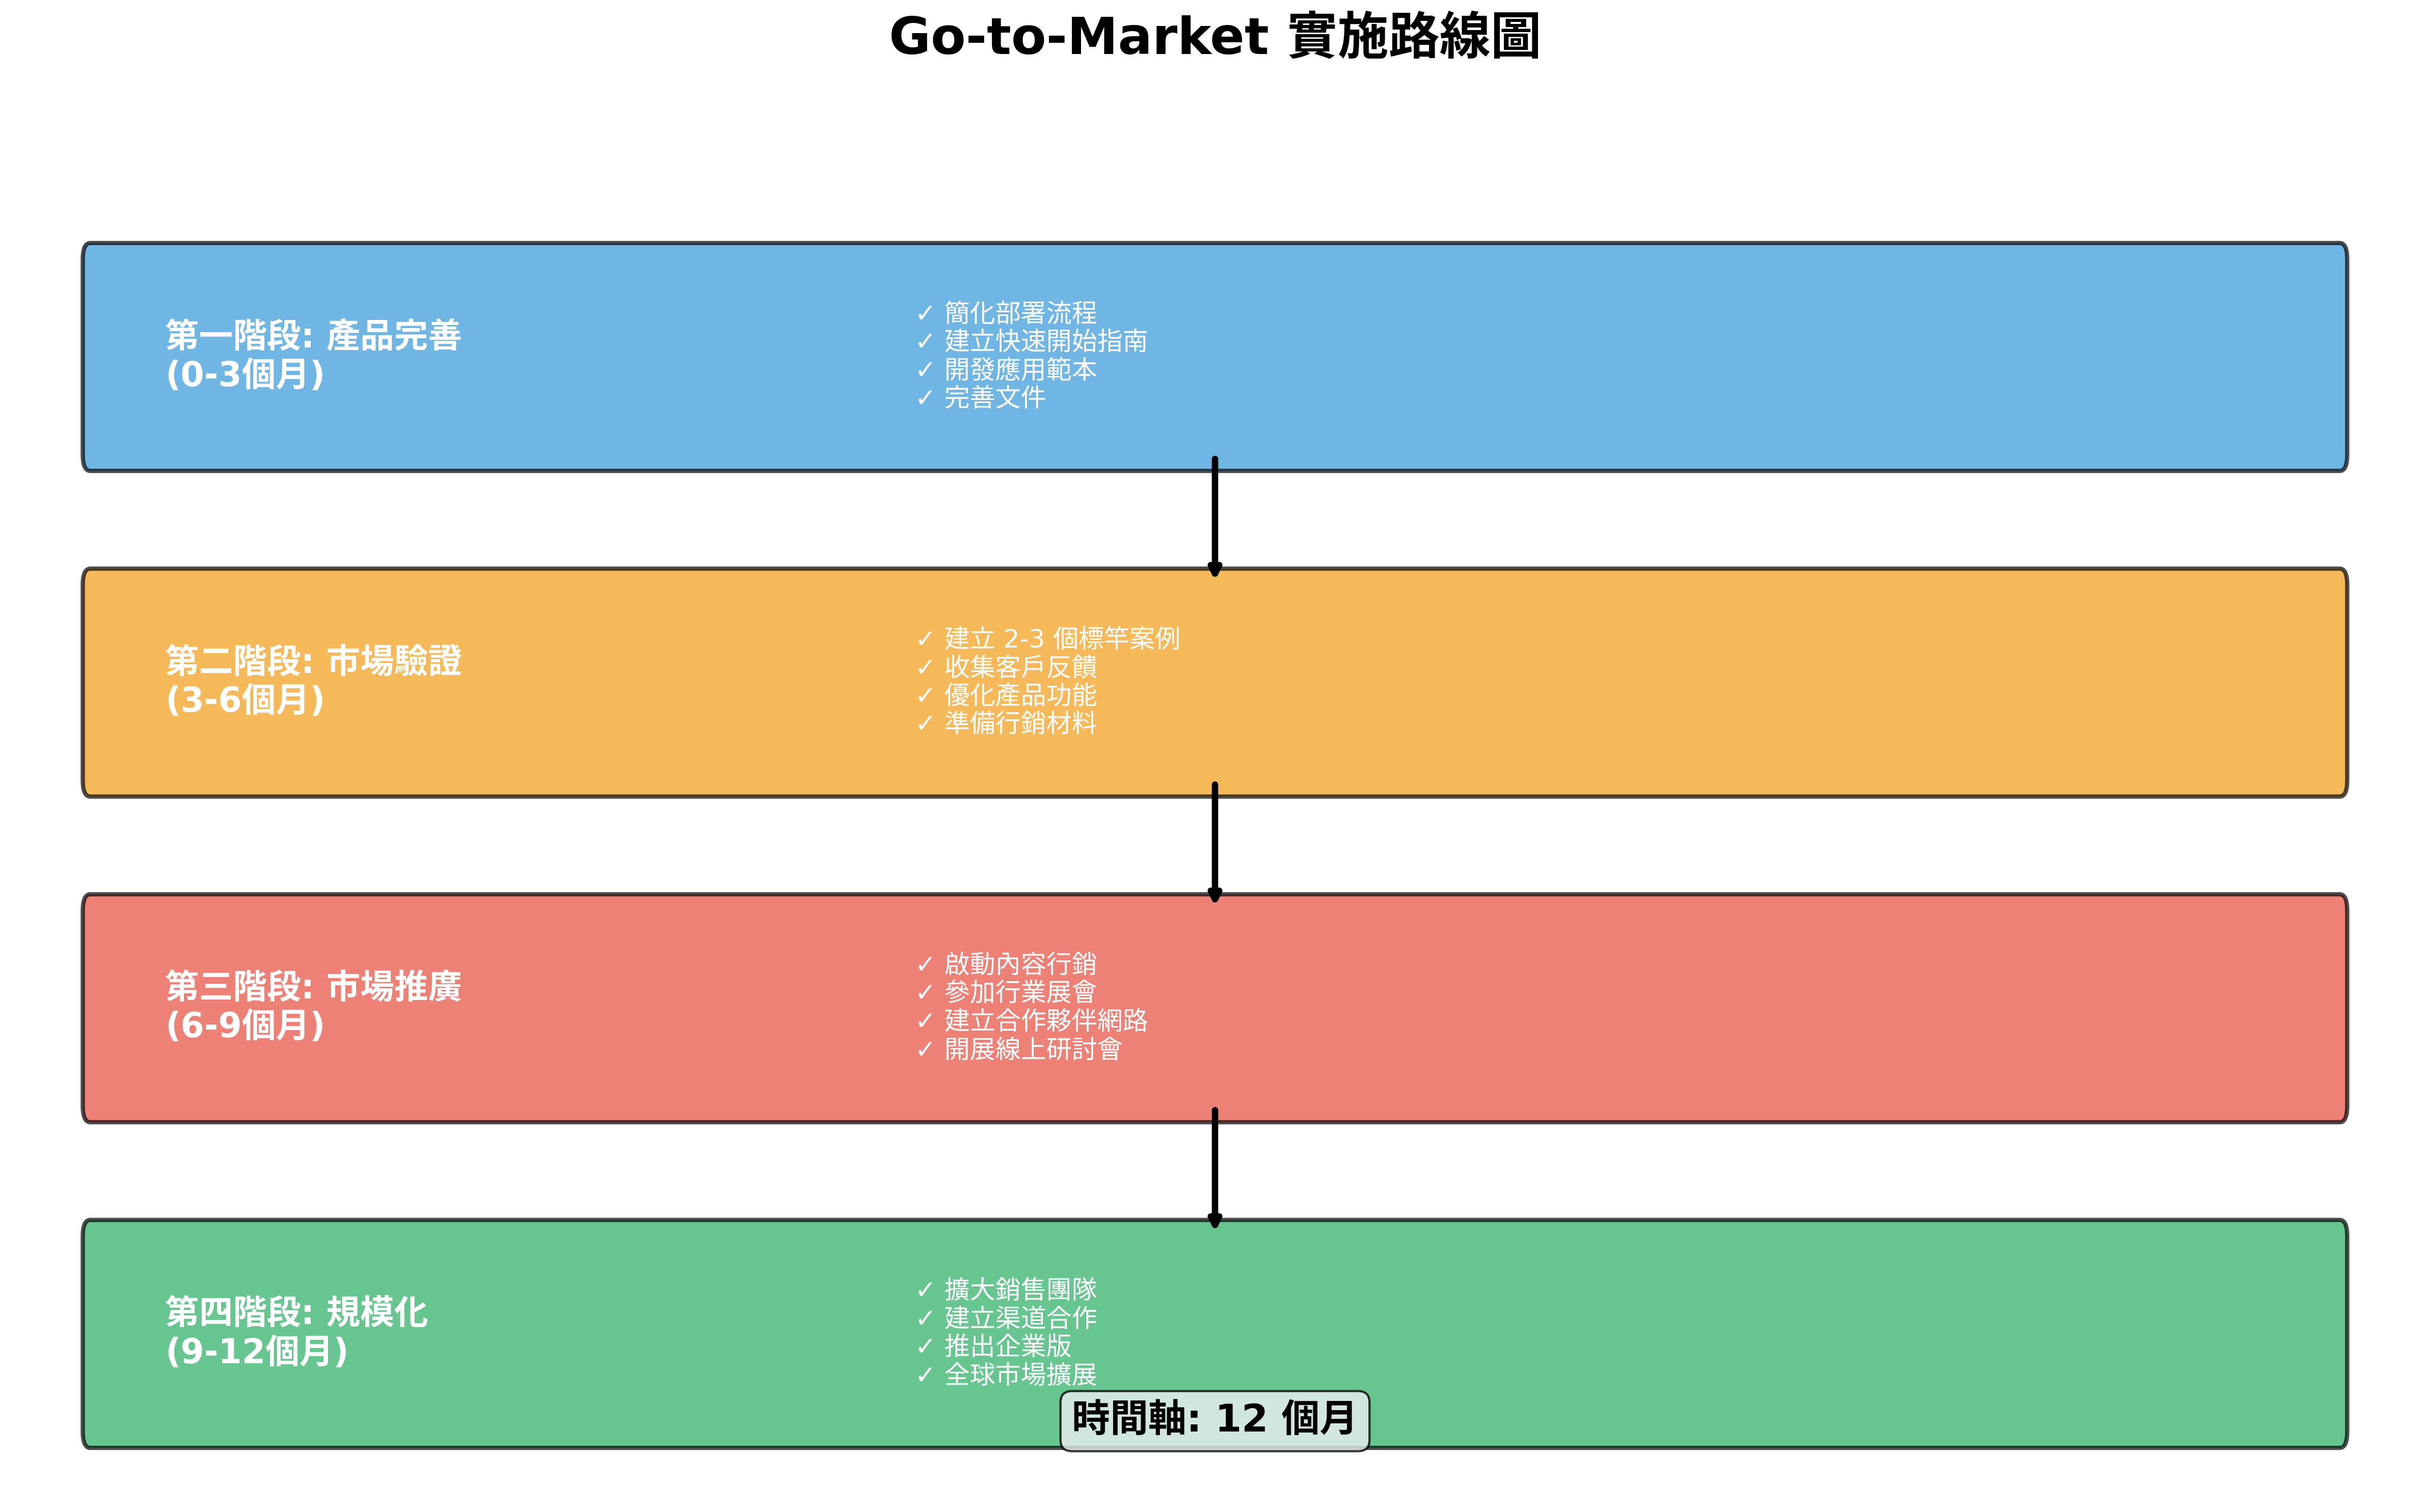 Go-to-Market 實施路線圖
第一階段: 產品完善
(0-3個月)
✓ 簡化部署流程
✓ 建立快速開始指南
✓ 開發應用範本
✓ 完善文件
第二階段: 市場驗證
(3-6個月)
✓ 建立 2-3 個標竿案例
✓ 收集客戶反饋
✓ 優化產品功能
✓ 準備行銷材料
第三階段: 市場推廣
(6-9個月)
✓ 啟動內容行銷
✓ 參加行業展會
✓ 建立合作夥伴網路
✓ 開展線上研討會
第四階段: 規模化
(9-12個月)
✓ 擴大銷售團隊
✓ 建立渠道合作
✓ 推出企業版
✓ 全球市場擴展
時間軸: 12 個月